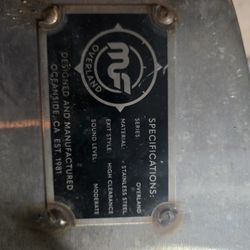 MF
OVERLAND
SPECIFICATIONS:
SERIES: OVERLAND
MATERIAL: STAINLESS STEEL
EXIT STYLE: HIGH CLEARANCE
SOUND LEVEL: MODERATE
DESIGNED AND MANUFACTURED
OCEANSIDE, CA EST. 1981